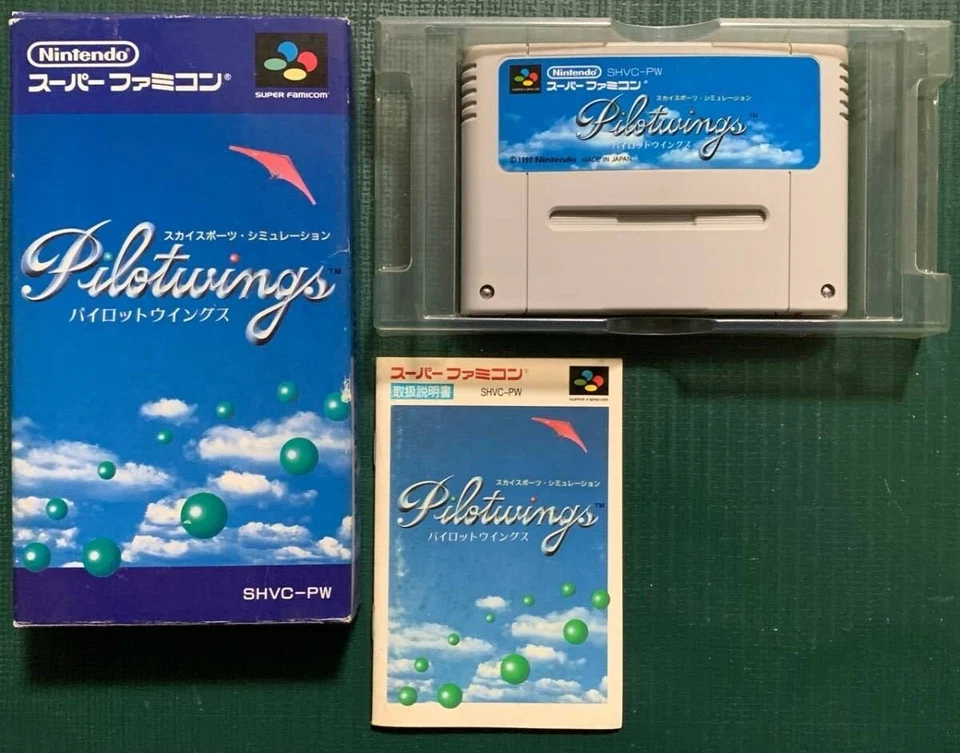 Nintendo
スーパーファミコン®
SUPER FAMICOM™
スカイスポーツ・シミュレーション
Pilotwings™
パイロットウイングス
SHVC-PW
Nintendo SHVC-PW
スーパーファミコン®
スカイスポーツ・シミュレーション
Pilotwings™
パイロットウイングス
©1990 Nintendo MADE IN JAPAN
スーパーファミコン®
取扱説明書 SHVC-PW
SUPER FAMICOM™
スカイスポーツ・シミュレーション
Pilotwings™
パイロットウイングス